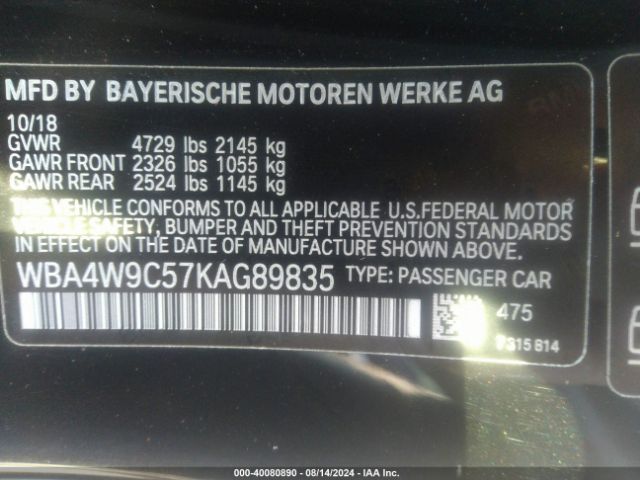 MFD BY BAYERISCHE MOTOREN WERKE AG
10/18
GVWR 4729 lbs 2145 kg
GAWR FRONT 2326 lbs 1055 kg
GAWR REAR 2524 lbs 1145 kg
THIS VEHICLE CONFORMS TO ALL APPLICABLE U.S.FEDERAL MOTOR
VEHICLE SAFETY, BUMPER AND THEFT PREVENTION STANDARDS
IN EFFECT ON THE DATE OF MANUFACTURE SHOWN ABOVE.
WBA4W9C57KAG89835 TYPE: PASSENGER CAR
475
7315814
000-40080890 - 08/14/2024 - IAA Inc.